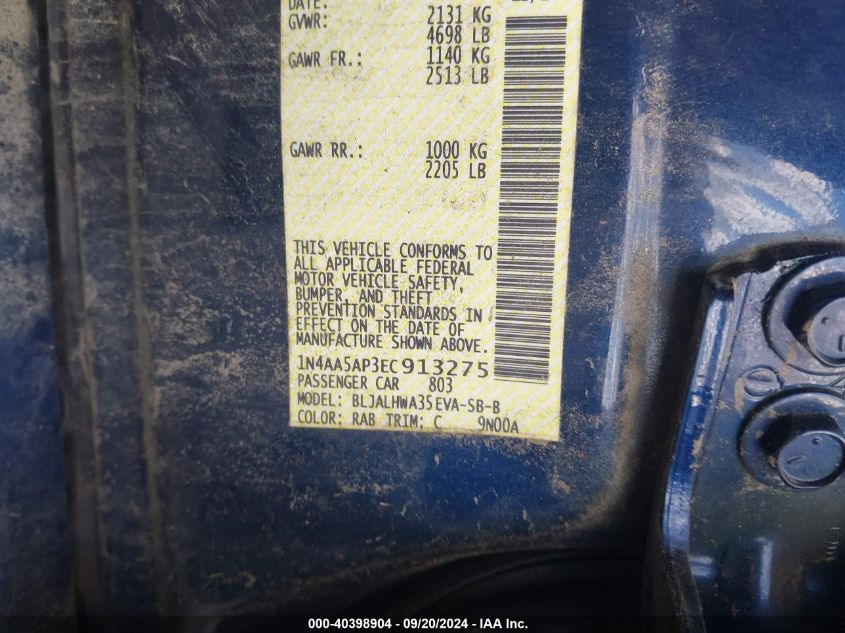 DATE:
GVWR: 2131 KG
4698 LB
GAWR FR.: 1140 KG
2513 LB
GAWR RR.: 1000 KG
2205 LB
THIS VEHICLE CONFORMS TO
ALL APPLICABLE FEDERAL
MOTOR VEHICLE SAFETY,
BUMPER, AND THEFT
PREVENTION STANDARDS IN
EFFECT ON THE DATE OF
MANUFACTURE SHOWN ABOVE.
1N4AA5AP3EC913275
PASSENGER CAR 803
MODEL: BLJALHWA35EVA-SB-B
COLOR: RAB TRIM: C 9N00A
000-40398904 - 09/20/2024 - IAA Inc.